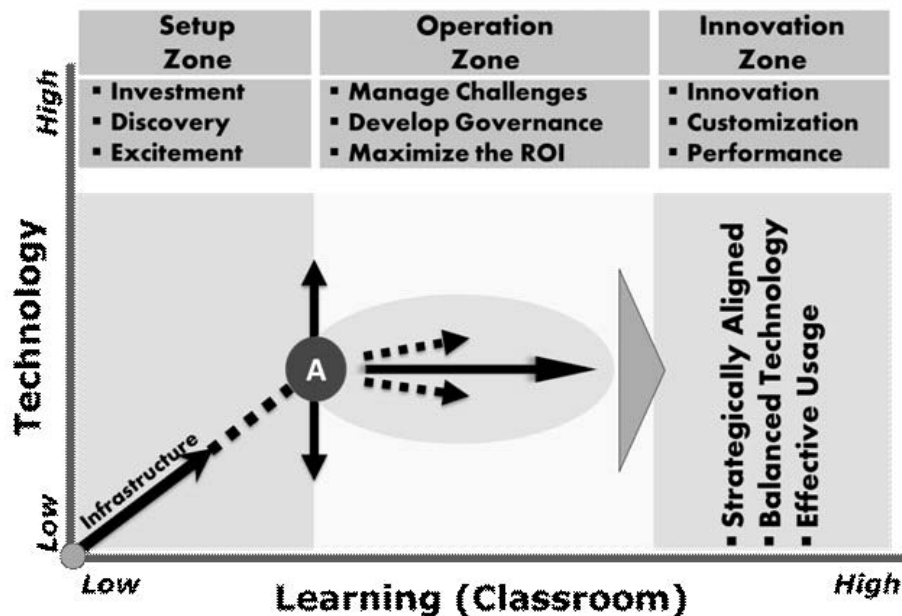 Setup
Zone
Operation
Zone
Innovation
Zone
▪ Investment
▪ Discovery
▪ Excitement
▪ Manage Challenges
▪ Develop Governance
▪ Maximize the ROI
▪ Innovation
▪ Customization
▪ Performance
High
Technology
Low
Infrastructure
A
▪ Strategically Aligned
▪ Balanced Technology
▪ Effective Usage
Low
Learning (Classroom)
High